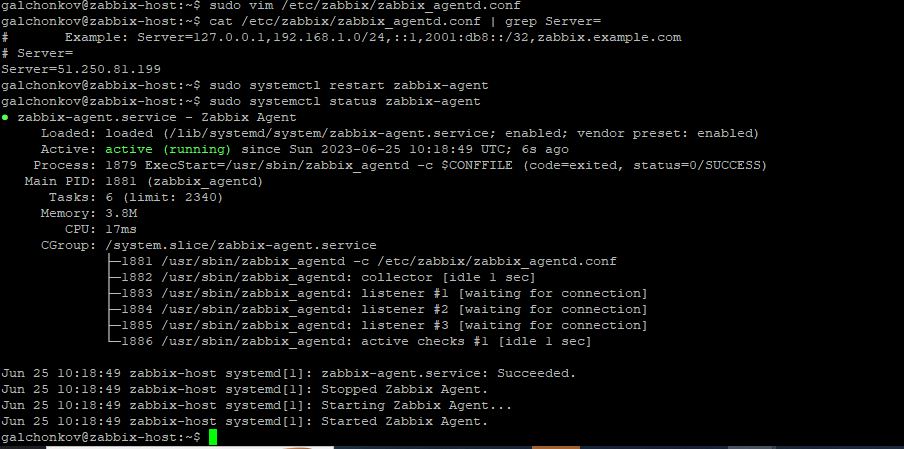 galchonkov@zabbix-host:~$ sudo vim /etc/zabbix/zabbix_agentd.conf
galchonkov@zabbix-host:~$ cat /etc/zabbix/zabbix_agentd.conf | grep Server=
#       Example: Server=127.0.0.1,192.168.1.0/24,::1,2001:db8::/32,zabbix.example.com
# Server=
Server=51.250.81.199
galchonkov@zabbix-host:~$ sudo systemctl restart zabbix-agent
galchonkov@zabbix-host:~$ sudo systemctl status zabbix-agent
● zabbix-agent.service - Zabbix Agent
     Loaded: loaded (/lib/systemd/system/zabbix-agent.service; enabled; vendor preset: enabled)
     Active: active (running) since Sun 2023-06-25 10:18:49 UTC; 6s ago
    Process: 1879 ExecStart=/usr/sbin/zabbix_agentd -c $CONFFILE (code=exited, status=0/SUCCESS)
   Main PID: 1881 (zabbix_agentd)
      Tasks: 6 (limit: 2340)
     Memory: 3.8M
        CPU: 17ms
     CGroup: /system.slice/zabbix-agent.service
             ├─1881 /usr/sbin/zabbix_agentd -c /etc/zabbix/zabbix_agentd.conf
             ├─1882 /usr/sbin/zabbix_agentd: collector [idle 1 sec]
             ├─1883 /usr/sbin/zabbix_agentd: listener #1 [waiting for connection]
             ├─1884 /usr/sbin/zabbix_agentd: listener #2 [waiting for connection]
             ├─1885 /usr/sbin/zabbix_agentd: listener #3 [waiting for connection]
             └─1886 /usr/sbin/zabbix_agentd: active checks #1 [idle 1 sec]

Jun 25 10:18:49 zabbix-host systemd[1]: zabbix-agent.service: Succeeded.
Jun 25 10:18:49 zabbix-host systemd[1]: Stopped Zabbix Agent.
Jun 25 10:18:49 zabbix-host systemd[1]: Starting Zabbix Agent...
Jun 25 10:18:49 zabbix-host systemd[1]: Started Zabbix Agent.
galchonkov@zabbix-host:~$